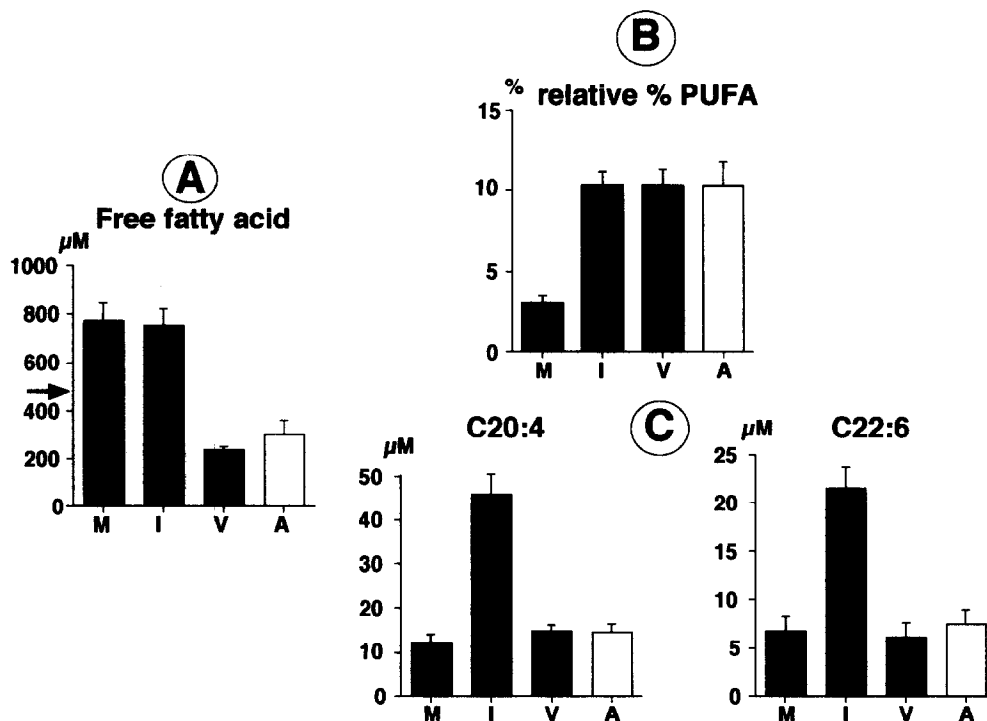 A
Free fatty acid
µM
1000
800
600
400
200
0
M I V A
B
% relative % PUFA
15
10
5
0
M I V A
C
C20:4
µM
50
40
30
20
10
0
M I V A
C22:6
µM
25
20
15
10
5
0
M I V A